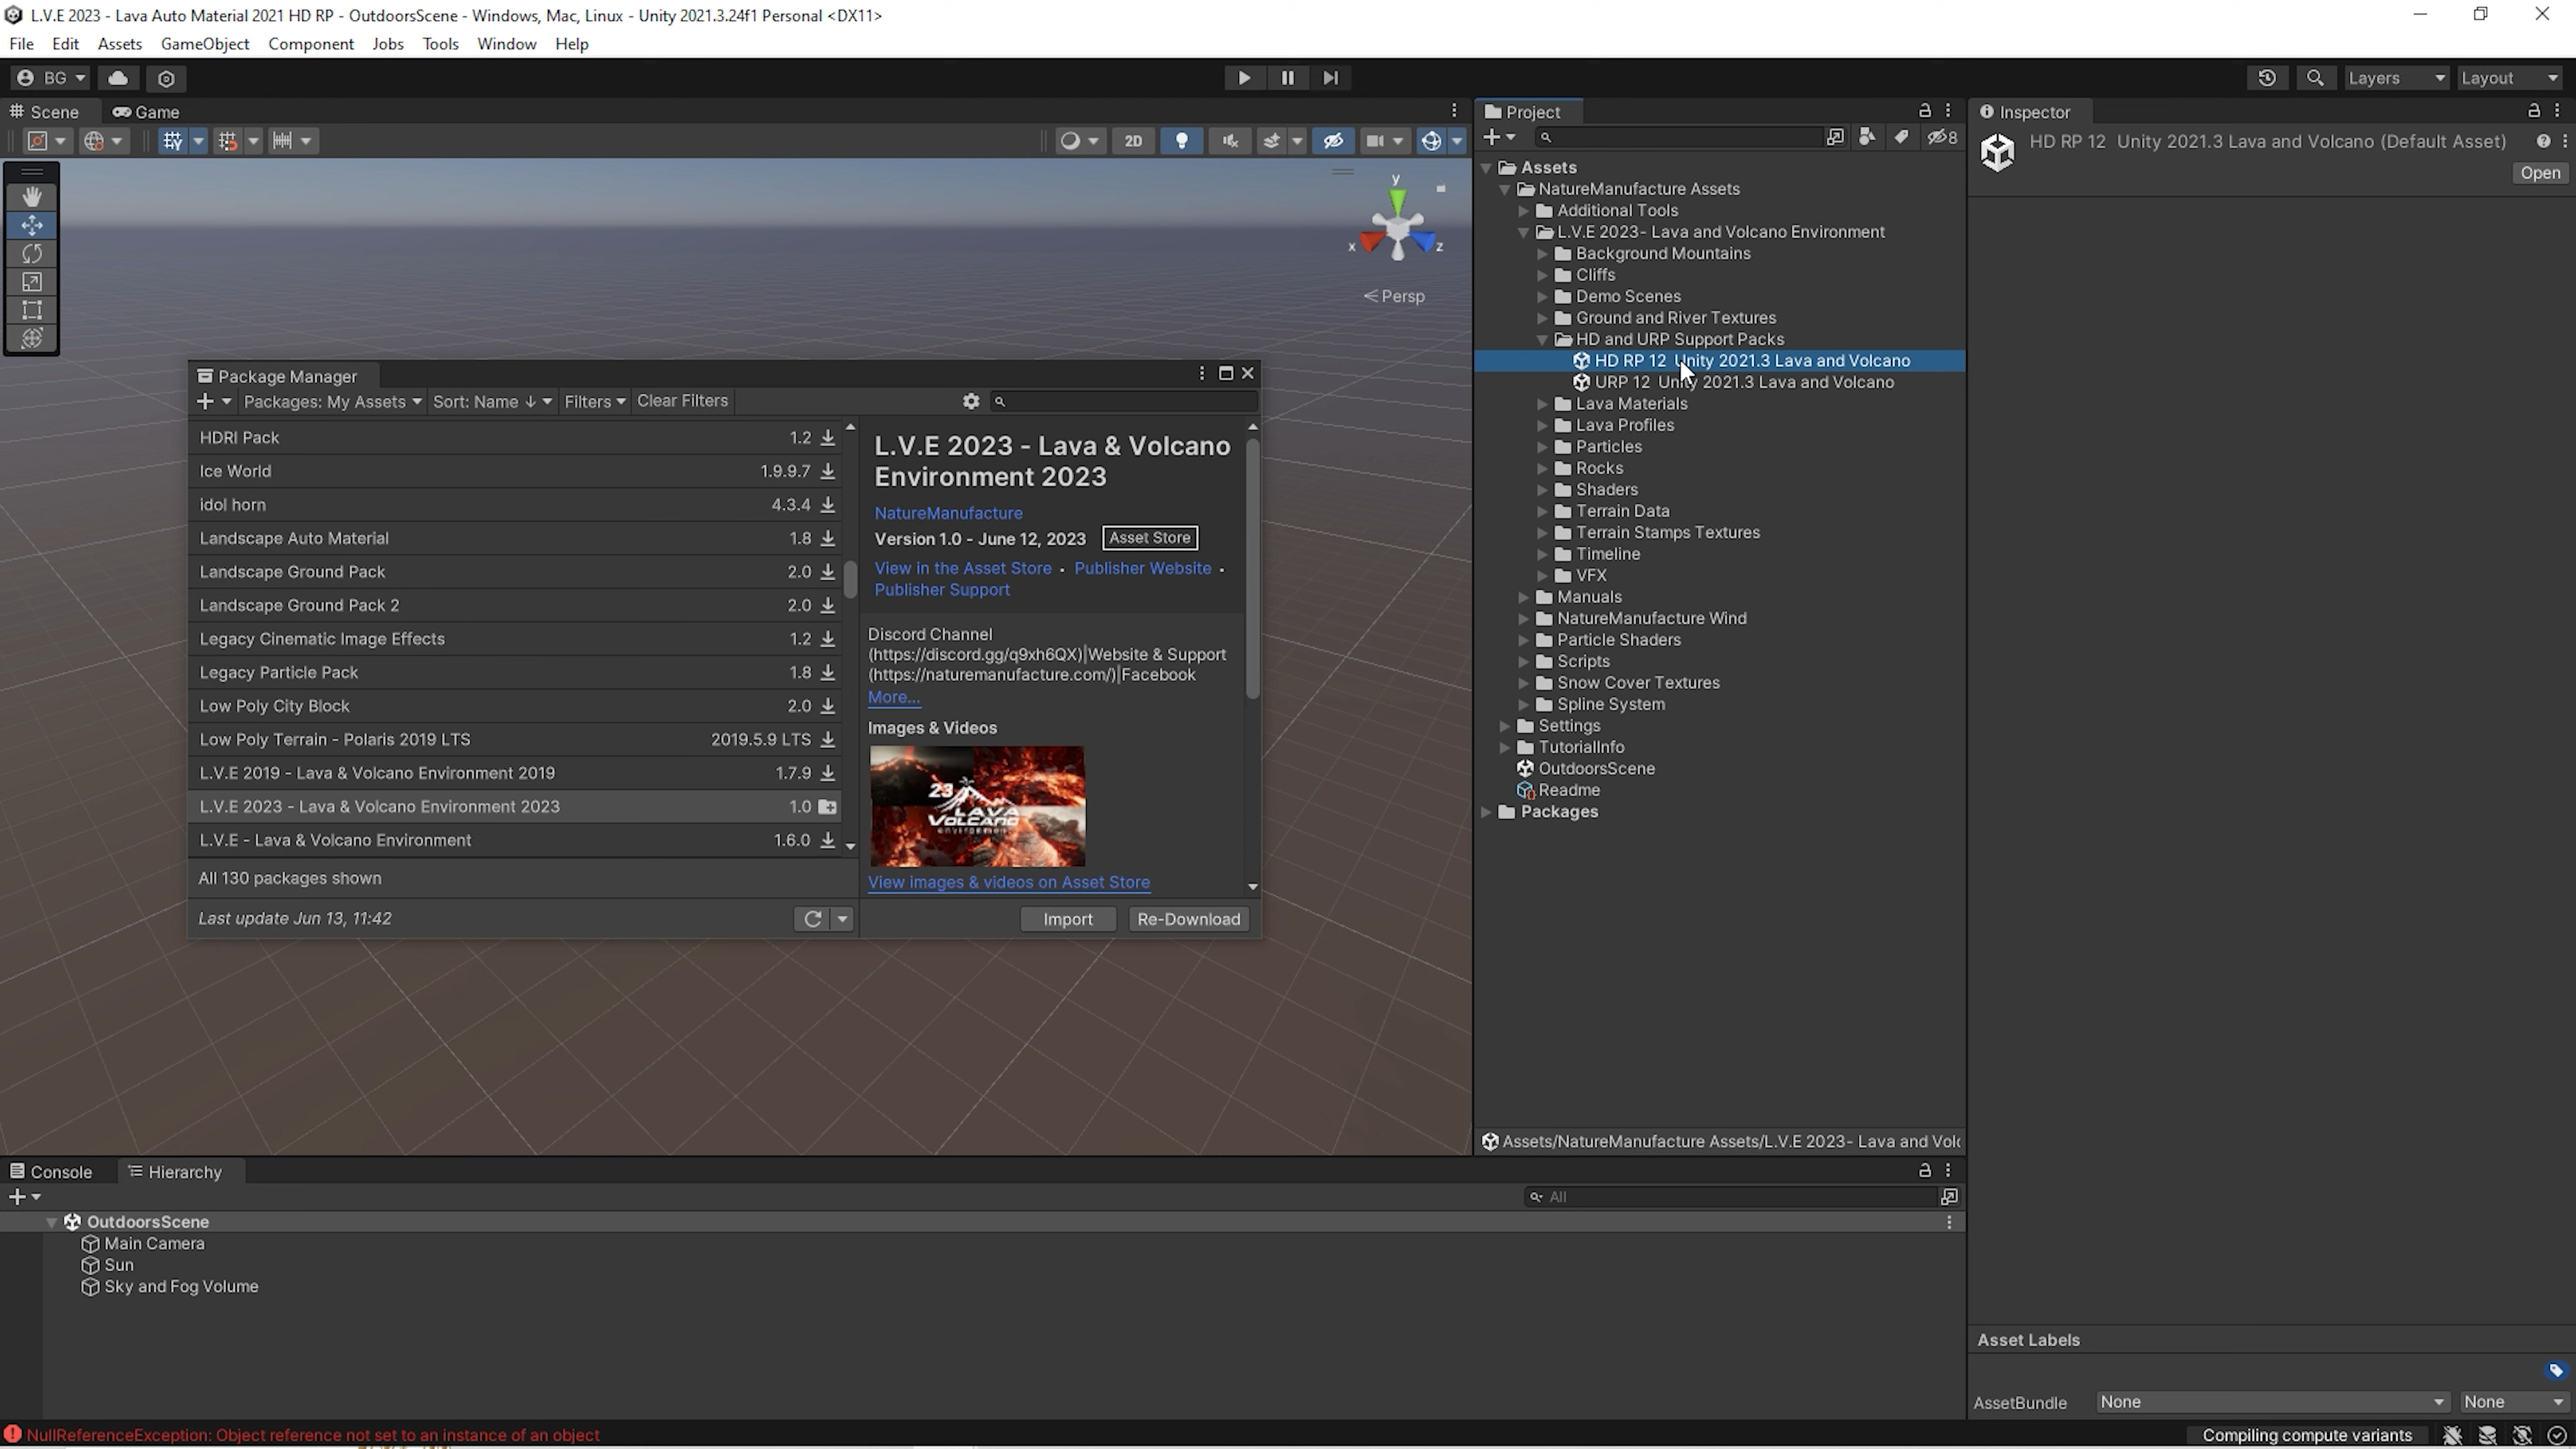 L.V.E 2023 - Lava Auto Material 2021 HD RP - OutdoorsScene - Windows, Mac, Linux - Unity 2021.3.24f1 Personal <DX11>
File Edit Assets GameObject Component Jobs Tools Window Help
BG Layers Layout
Scene Game
2D
y
x z
Persp
Package Manager
Packages: My Assets Sort: Name ↓ Filters Clear Filters
HDRI Pack 1.2
Ice World 1.9.9.7
idol horn 4.3.4
Landscape Auto Material 1.8
Landscape Ground Pack 2.0
Landscape Ground Pack 2 2.0
Legacy Cinematic Image Effects 1.2
Legacy Particle Pack 1.8
Low Poly City Block 2.0
Low Poly Terrain - Polaris 2019 LTS 2019.5.9 LTS
L.V.E 2019 - Lava & Volcano Environment 2019 1.7.9
L.V.E 2023 - Lava & Volcano Environment 2023 1.0
L.V.E - Lava & Volcano Environment 1.6.0
All 130 packages shown
Last update Jun 13, 11:42
L.V.E 2023 - Lava & Volcano
Environment 2023
NatureManufacture
Version 1.0 - June 12, 2023 Asset Store
View in the Asset Store • Publisher Website •
Publisher Support
Discord Channel
(https://discord.gg/q9xh6QX)|Website & Support
(https://naturemanufacture.com/)|Facebook
More...
Images & Videos
23
LAVA
VOLCANO
environment
View images & videos on Asset Store
Import Re-Download
Project
8
Assets
NatureManufacture Assets
Additional Tools
L.V.E 2023- Lava and Volcano Environment
Background Mountains
Cliffs
Demo Scenes
Ground and River Textures
HD and URP Support Packs
HD RP 12 Unity 2021.3 Lava and Volcano
URP 12 Unity 2021.3 Lava and Volcano
Lava Materials
Lava Profiles
Particles
Rocks
Shaders
Terrain Data
Terrain Stamps Textures
Timeline
VFX
Manuals
NatureManufacture Wind
Particle Shaders
Scripts
Snow Cover Textures
Spline System
Settings
TutorialInfo
OutdoorsScene
Readme
Packages
Assets/NatureManufacture Assets/L.V.E 2023- Lava and Vol
Inspector
HD RP 12 Unity 2021.3 Lava and Volcano (Default Asset)
Open
Console Hierarchy
All
OutdoorsScene
Main Camera
Sun
Sky and Fog Volume
Asset Labels
AssetBundle None None
NullReferenceException: Object reference not set to an instance of an object
Compiling compute variants